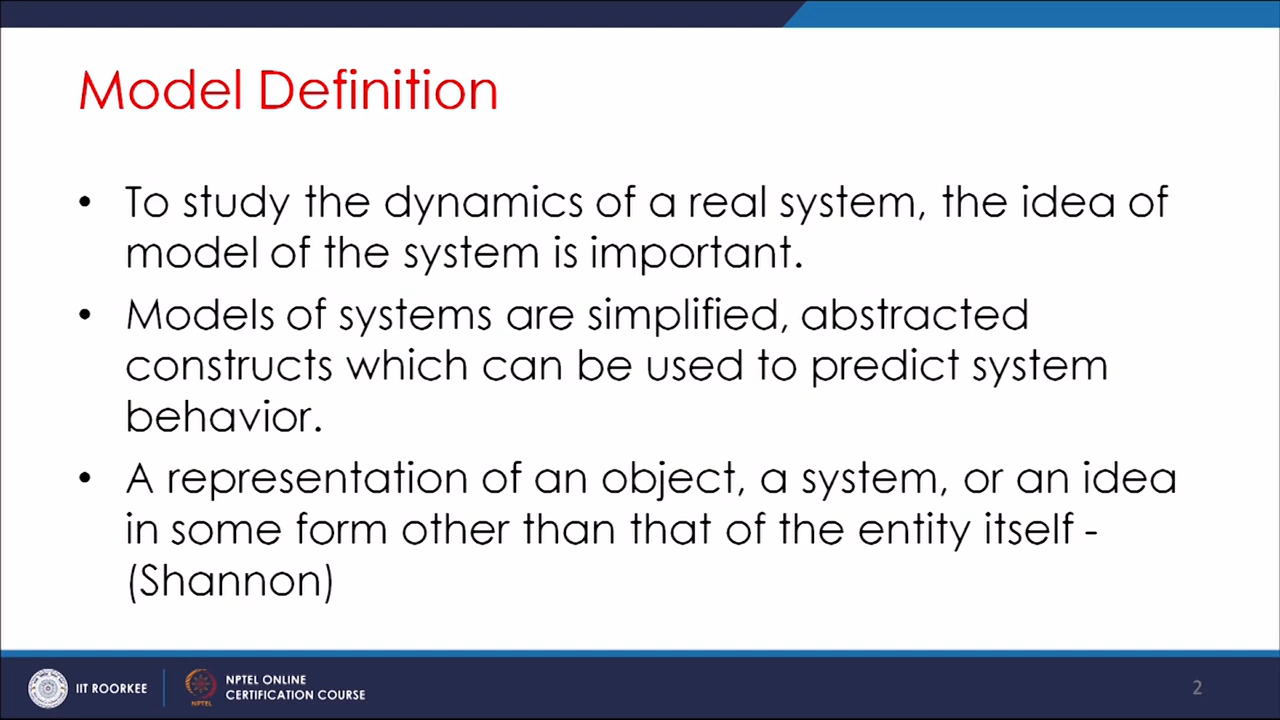 Model Definition
• To study the dynamics of a real system, the idea of
model of the system is important.
• Models of systems are simplified, abstracted
constructs which can be used to predict system
behavior.
• A representation of an object, a system, or an idea
in some form other than that of the entity itself -
(Shannon)
IIT ROORKEE
NPTEL
NPTEL ONLINE
CERTIFICATION COURSE
2